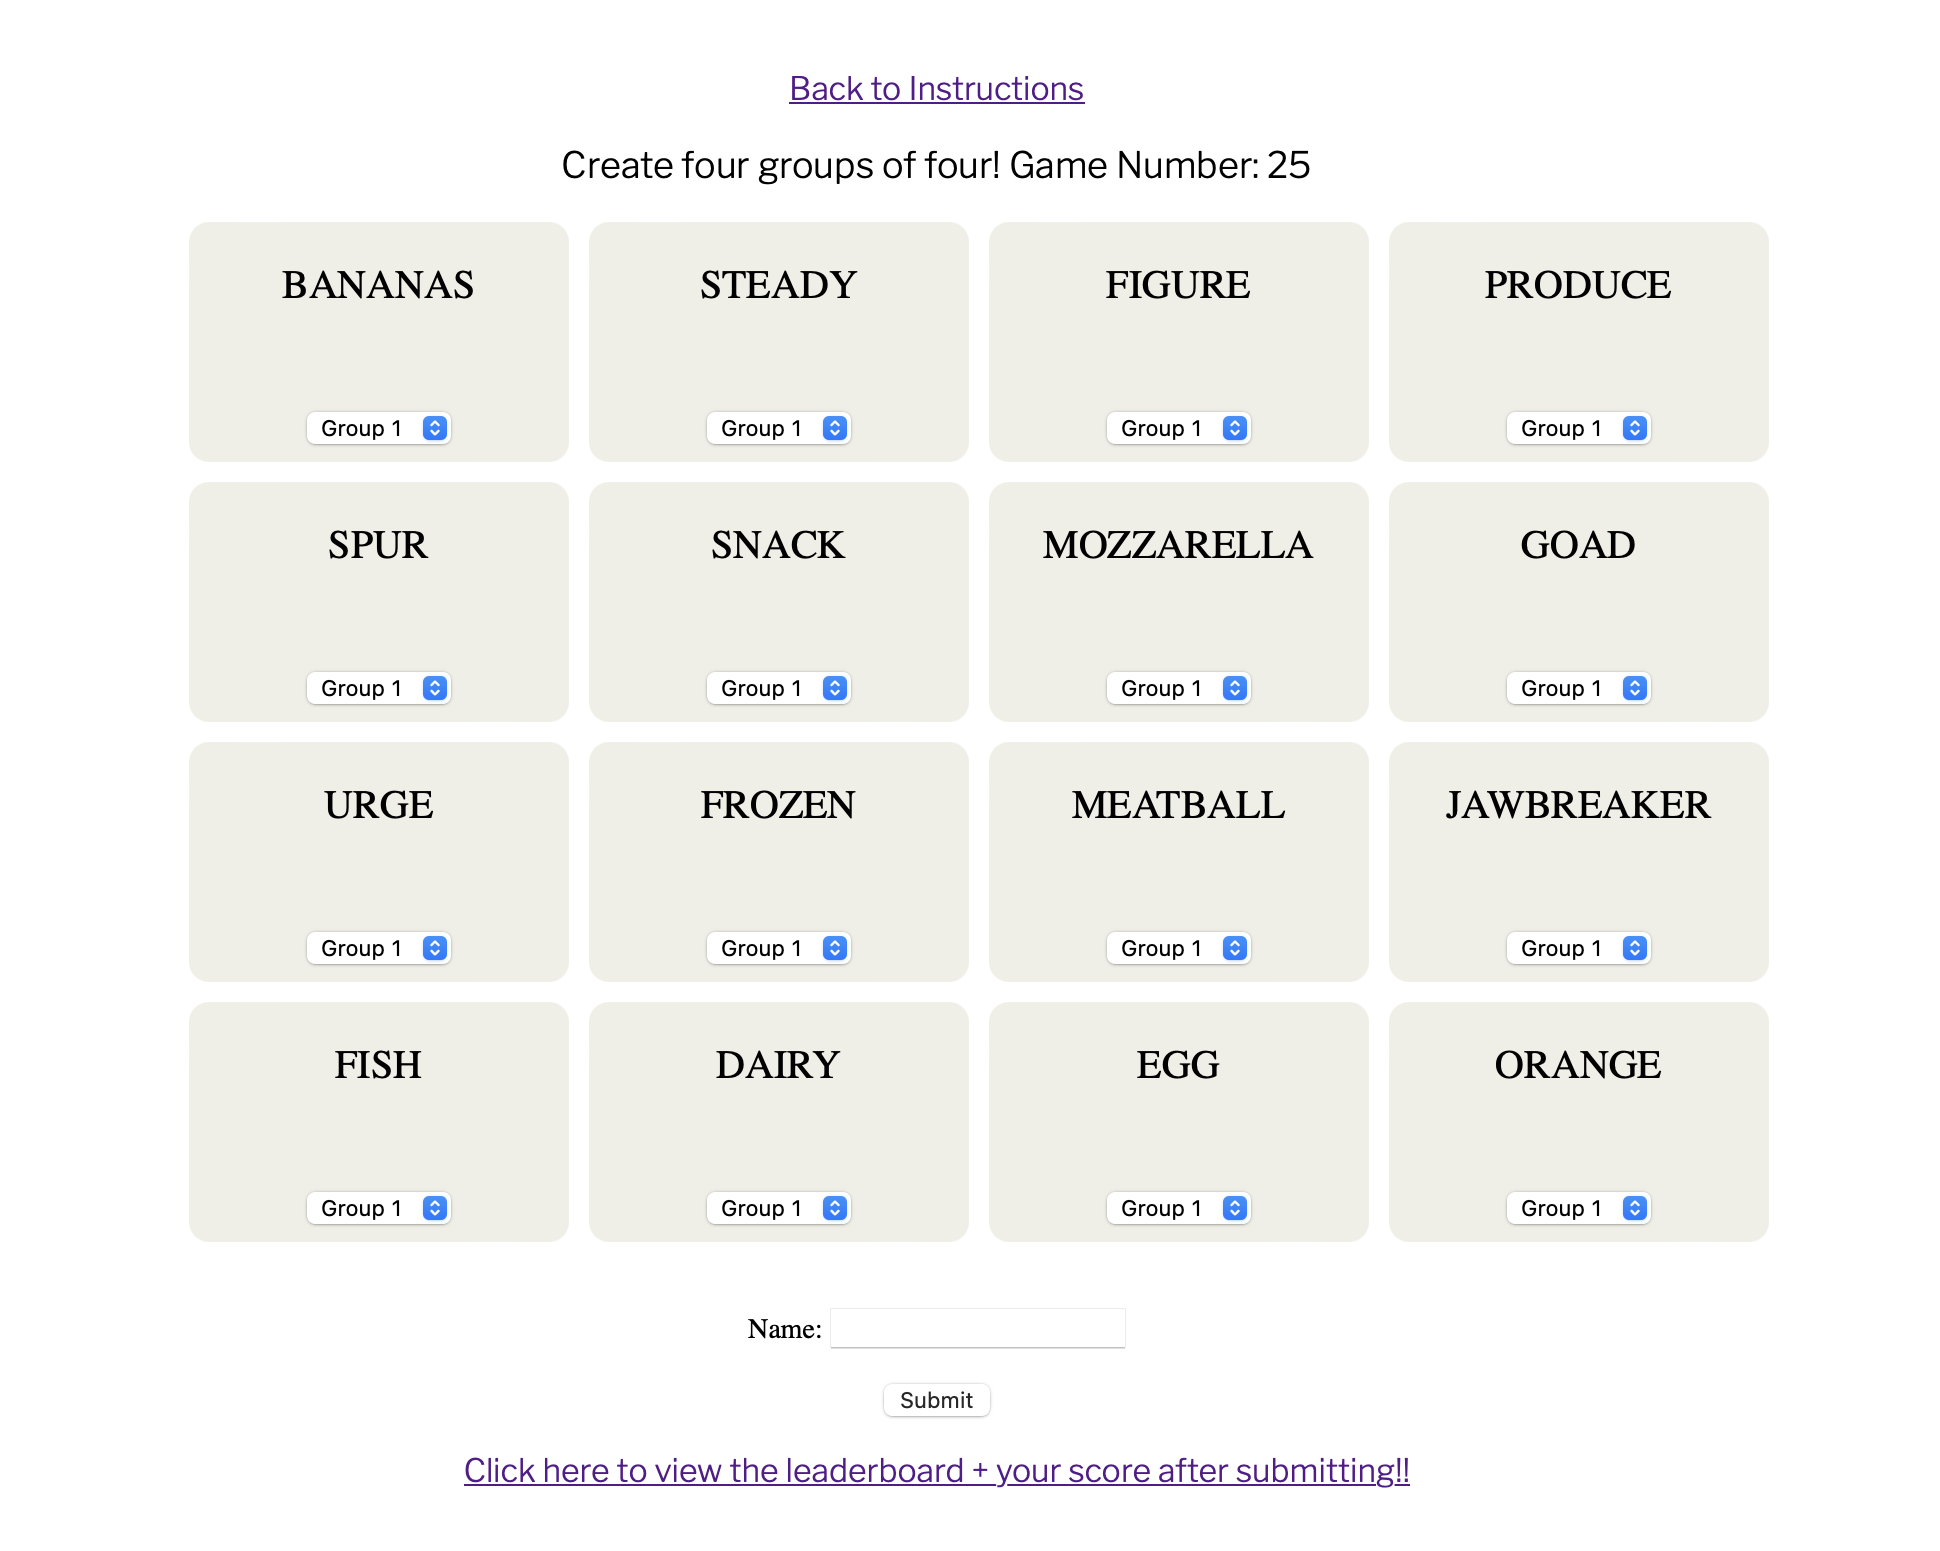 Back to Instructions
Create four groups of four! Game Number: 25
BANANAS STEADY FIGURE PRODUCE
Group 1 Group 1 Group 1 Group 1
SPUR SNACK MOZZARELLA GOAD
Group 1 Group 1 Group 1 Group 1
URGE FROZEN MEATBALL JAWBREAKER
Group 1 Group 1 Group 1 Group 1
FISH DAIRY EGG ORANGE
Group 1 Group 1 Group 1 Group 1
Name:
Submit
Click here to view the leaderboard + your score after submitting!!